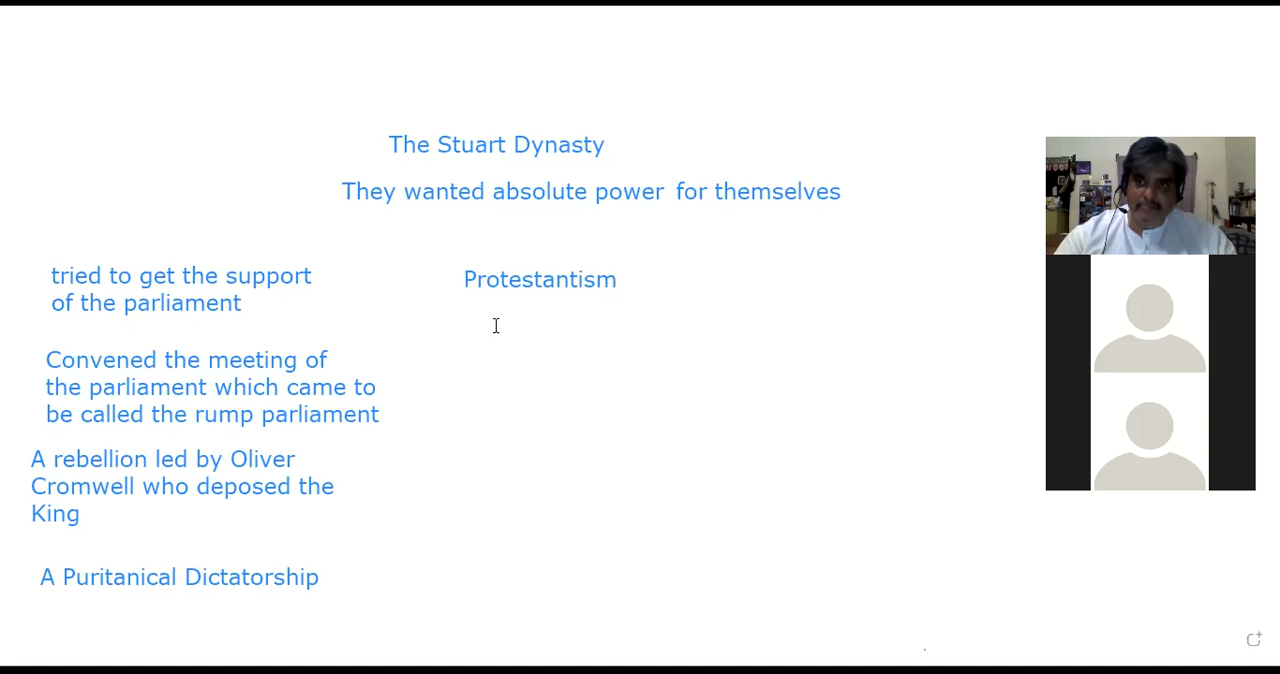 The Stuart Dynasty
They wanted absolute power for themselves
tried to get the support
of the parliament
Protestantism
Convened the meeting of
the parliament which came to
be called the rump parliament
A rebellion led by Oliver
Cromwell who deposed the
King
A Puritanical Dictatorship